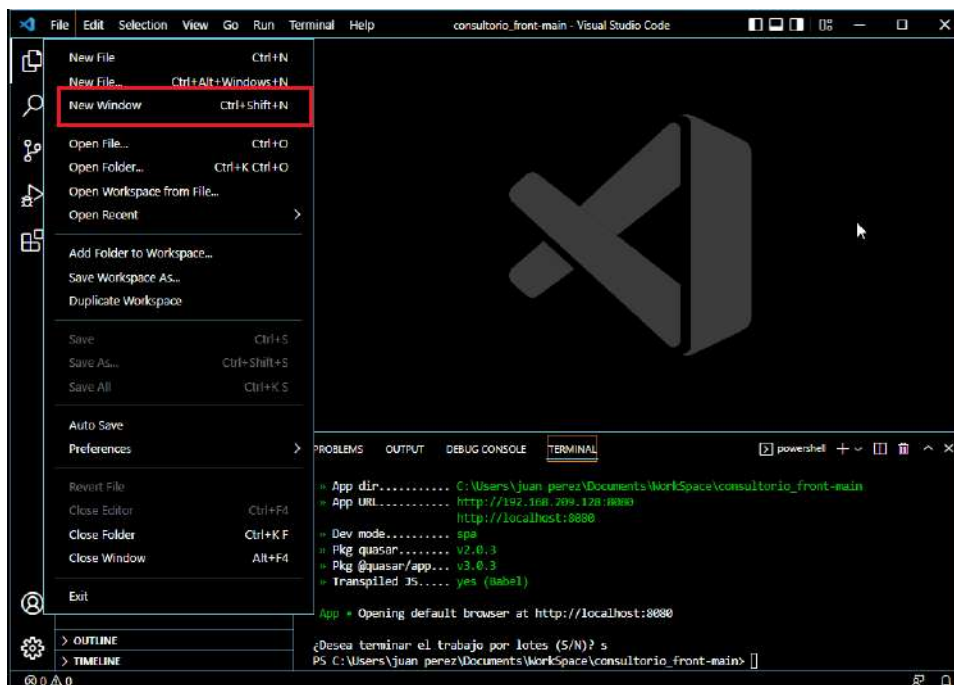 File Edit Selection View Go Run Terminal Help consultorio_front-main - Visual Studio Code
New File Ctrl+N
New File... Ctrl+Alt+Windows+N
New Window Ctrl+Shift+N
Open File... Ctrl+O
Open Folder... Ctrl+K Ctrl+O
Open Workspace from File...
Open Recent
Add Folder to Workspace...
Save Workspace As...
Duplicate Workspace
Save Ctrl+S
Save As... Ctrl+Shift+S
Save All Ctrl+K S
Auto Save
Preferences
Revert File
Close Editor Ctrl+F4
Close Folder Ctrl+K F
Close Window Alt+F4
Exit
OUTLINE
TIMELINE
PROBLEMS OUTPUT DEBUG CONSOLE TERMINAL powershell
» App dir........... C:\Users\juan perez\Documents\WorkSpace\consultorio_front-main
» App URL........... http://192.168.209.128:8080
http://localhost:8080
» Dev mode.......... spa
» Pkg quasar........ v2.0.3
» Pkg @quasar/app... v3.0.3
» Transpiled JS..... yes (Babel)
App • Opening default browser at http://localhost:8080
¿Desea terminar el trabajo por lotes (S/N)? s
PS C:\Users\juan perez\Documents\WorkSpace\consultorio_front-main>
0 0